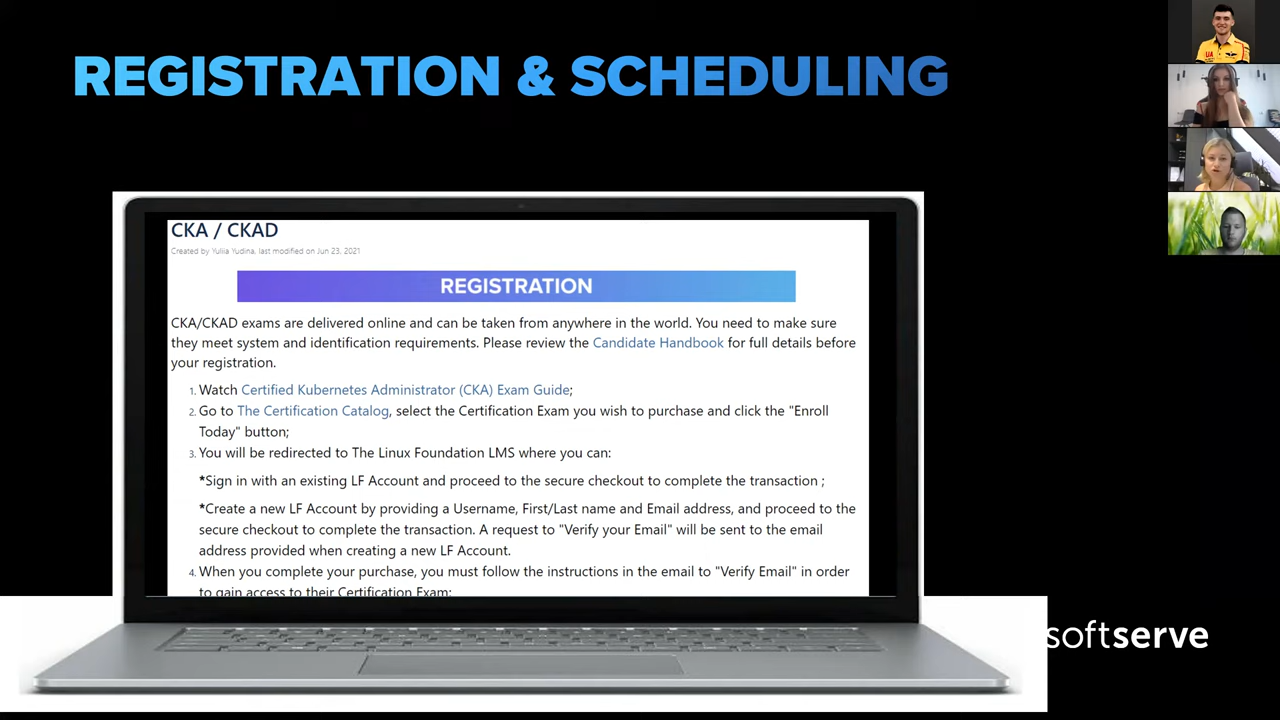 REGISTRATION & SCHEDULING
UA
CKA / CKAD
Created by Yuliia Yudina, last modified on Jun 23, 2021
REGISTRATION
CKA/CKAD exams are delivered online and can be taken from anywhere in the world. You need to make sure
they meet system and identification requirements. Please review the Candidate Handbook for full details before
your registration.
1. Watch Certified Kubernetes Administrator (CKA) Exam Guide;
2. Go to The Certification Catalog, select the Certification Exam you wish to purchase and click the "Enroll
Today" button;
3. You will be redirected to The Linux Foundation LMS where you can:
*Sign in with an existing LF Account and proceed to the secure checkout to complete the transaction ;
*Create a new LF Account by providing a Username, First/Last name and Email address, and proceed to the
secure checkout to complete the transaction. A request to "Verify your Email" will be sent to the email
address provided when creating a new LF Account.
4. When you complete your purchase, you must follow the instructions in the email to "Verify Email" in order
to gain access to their Certification Exam;
softserve